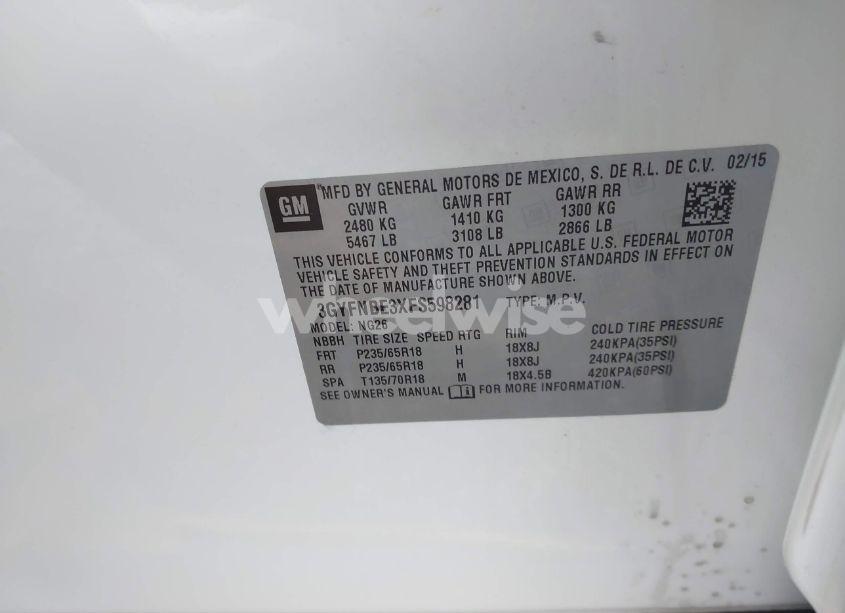 GM MFD BY GENERAL MOTORS DE MEXICO, S. DE R.L. DE C.V. 02/15
GVWR GAWR FRT GAWR RR
2480 KG 1410 KG 1300 KG
5467 LB 3108 LB 2866 LB
THIS VEHICLE CONFORMS TO ALL APPLICABLE U.S. FEDERAL MOTOR
VEHICLE SAFETY AND THEFT PREVENTION STANDARDS IN EFFECT ON
THE DATE OF MANUFACTURE SHOWN ABOVE.
3GYFNBE3XFS598281 TYPE: M.P.V.
wheelwise
MODEL: NG26
NBBH TIRE SIZE SPEED RTG RIM COLD TIRE PRESSURE
FRT P235/65R18 H 18X8J 240KPA(35PSI)
RR P235/65R18 H 18X8J 240KPA(35PSI)
SPA T135/70R18 M 18X4.5B 420KPA(60PSI)
SEE OWNER'S MANUAL FOR MORE INFORMATION.